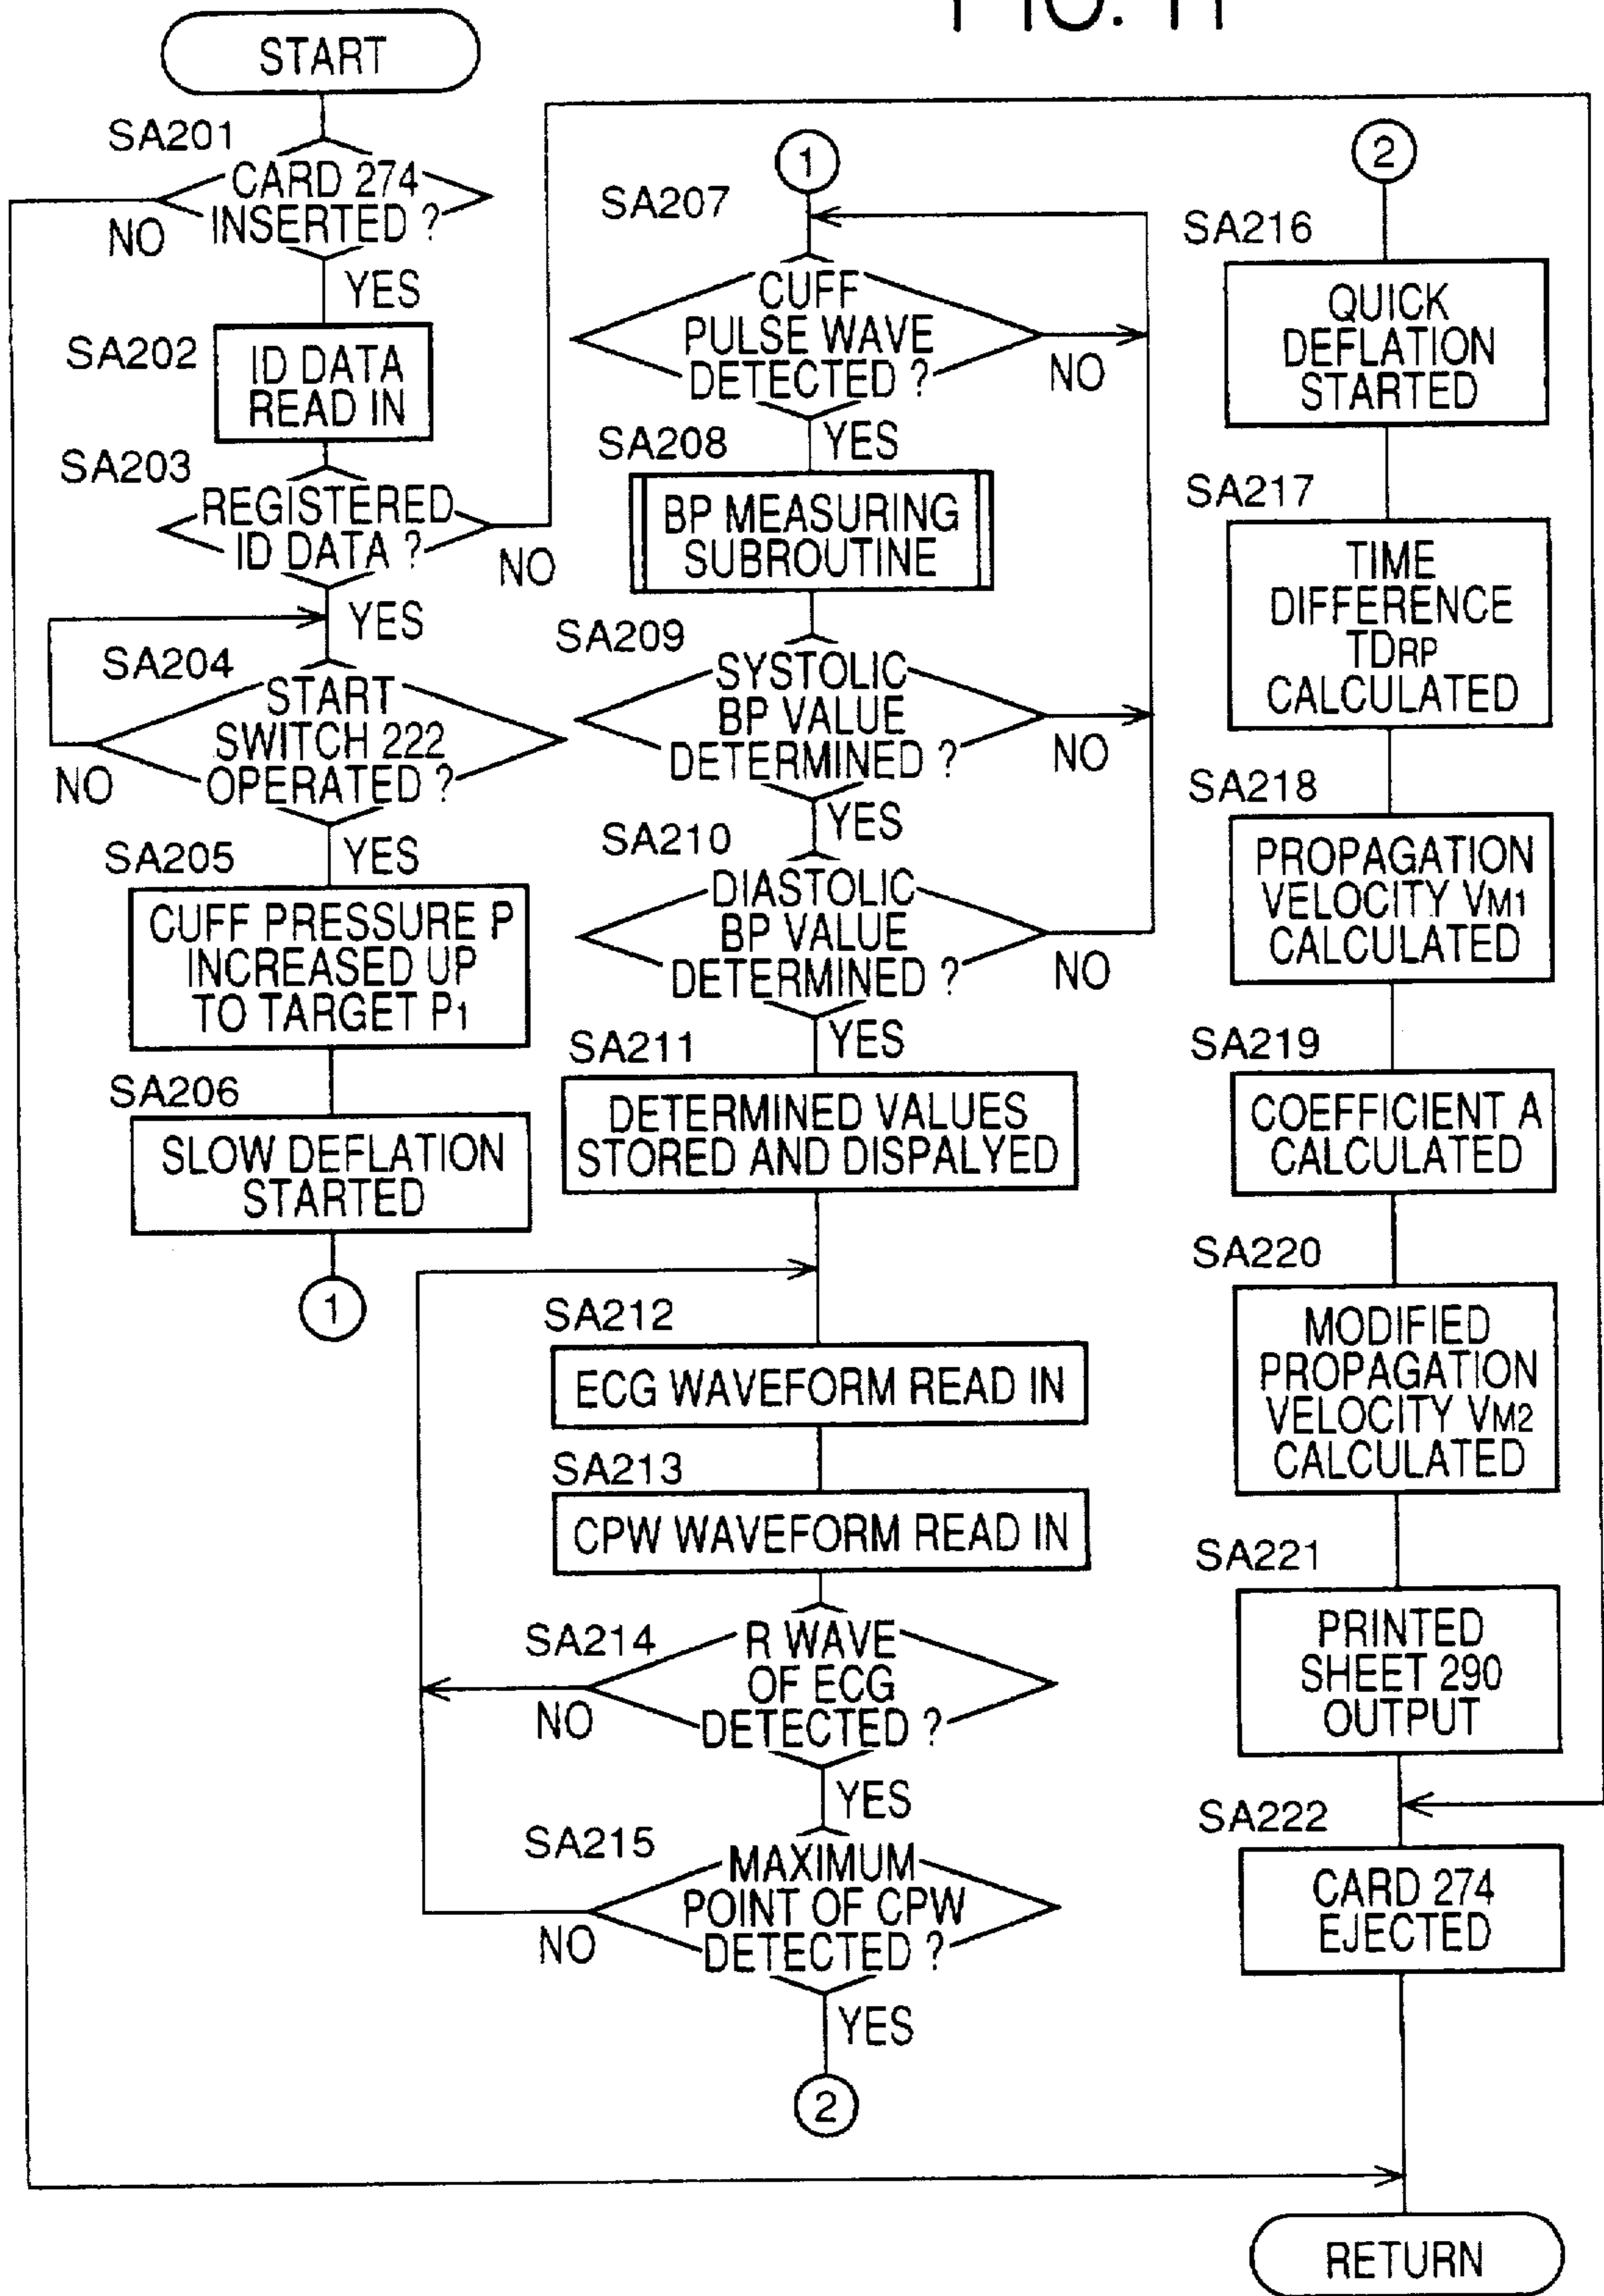 FIG. 11
START
SA201
CARD 274
INSERTED ?
NO
YES
SA202
ID DATA
READ IN
SA203
REGISTERED
ID DATA ?
NO
YES
SA204
START
SWITCH 222
OPERATED ?
NO
YES
SA205
CUFF PRESSURE P
INCREASED UP
TO TARGET P1
SA206
SLOW DEFLATION
STARTED
1
1
SA207
CUFF
PULSE WAVE
DETECTED ?
NO
YES
SA208
BP MEASURING
SUBROUTINE
SA209
SYSTOLIC
BP VALUE
DETERMINED ?
NO
YES
SA210
DIASTOLIC
BP VALUE
DETERMINED ?
NO
YES
SA211
DETERMINED VALUES
STORED AND DISPALYED
SA212
ECG WAVEFORM READ IN
SA213
CPW WAVEFORM READ IN
SA214
R WAVE
OF ECG
DETECTED ?
NO
YES
SA215
MAXIMUM
POINT OF CPW
DETECTED ?
NO
YES
2
2
SA216
QUICK
DEFLATION
STARTED
SA217
TIME
DIFFERENCE
TDRP
CALCULATED
SA218
PROPAGATION
VELOCITY VM1
CALCULATED
SA219
COEFFICIENT A
CALCULATED
SA220
MODIFIED
PROPAGATION
VELOCITY VM2
CALCULATED
SA221
PRINTED
SHEET 290
OUTPUT
SA222
CARD 274
EJECTED
RETURN